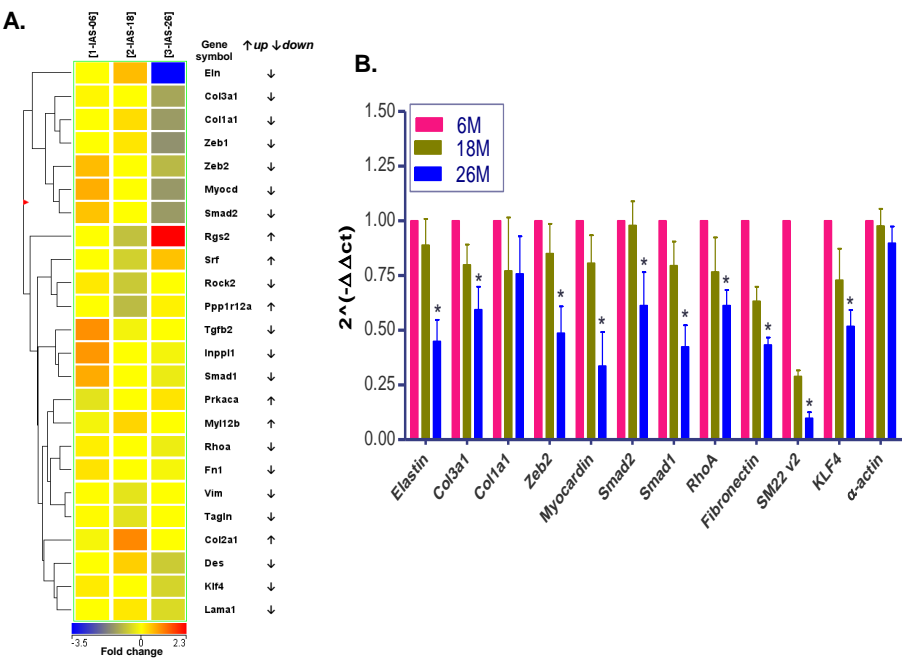 A.
[1-IAS-06]
[2-IAS-18]
[3-IAS-26]
Gene symbol ↑up ↓down
Eln ↓
Col3a1 ↓
Col1a1 ↓
Zeb1 ↓
Zeb2 ↓
Myocd ↓
Smad2 ↓
Rgs2 ↑
Srf ↑
Rock2 ↓
Ppp1r12a ↑
Tgfb2 ↓
Inppl1 ↓
Smad1 ↓
Prkaca ↑
Myl12b ↑
Rhoa ↓
Fn1 ↓
Vim ↓
Tagln ↓
Col2a1 ↑
Des ↓
Klf4 ↓
Lama1 ↓
-3.5 0 2.3
Fold change
B.
2^(-ΔΔct)
1.50
1.25
1.00
0.75
0.50
0.25
0.00
6M
18M
26M
* * * * * * * * * *
Elastin
Col3a1
Col1a1
Zeb2
Myocardin
Smad2
Smad1
RhoA
Fibronectin
SM22 v2
KLF4
α-actin